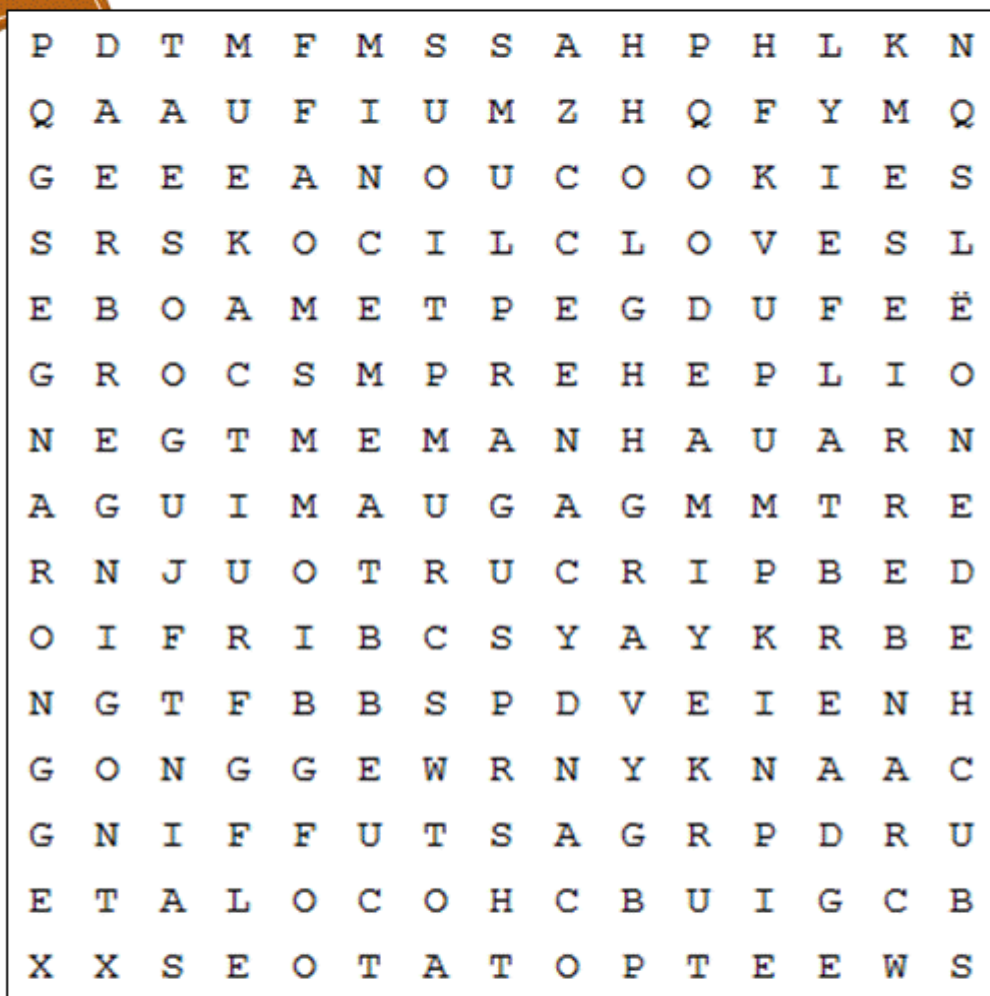 P D T M F M S S A H P H L K N
Q A A U F I U M Z H Q F Y M Q
G E E E A N O U C O O K I E S
S R S K O C I L C L O V E S L
E B O A M E T P E G D U F E Ë
G R O C S M P R E H E P L I O
N E G T M E M A N H A U A R N
A G U I M A U G A G M M T R E
R N J U O T R U C R I P B E D
O I F R I B C S Y A Y K R B E
N G T F B B S P D V E I E N H
G O N G G E W R N Y K N A A C
G N I F F U T S A G R P D R U
E T A L O C O H C B U I G C B
X X S E O T A T O P T E E W S